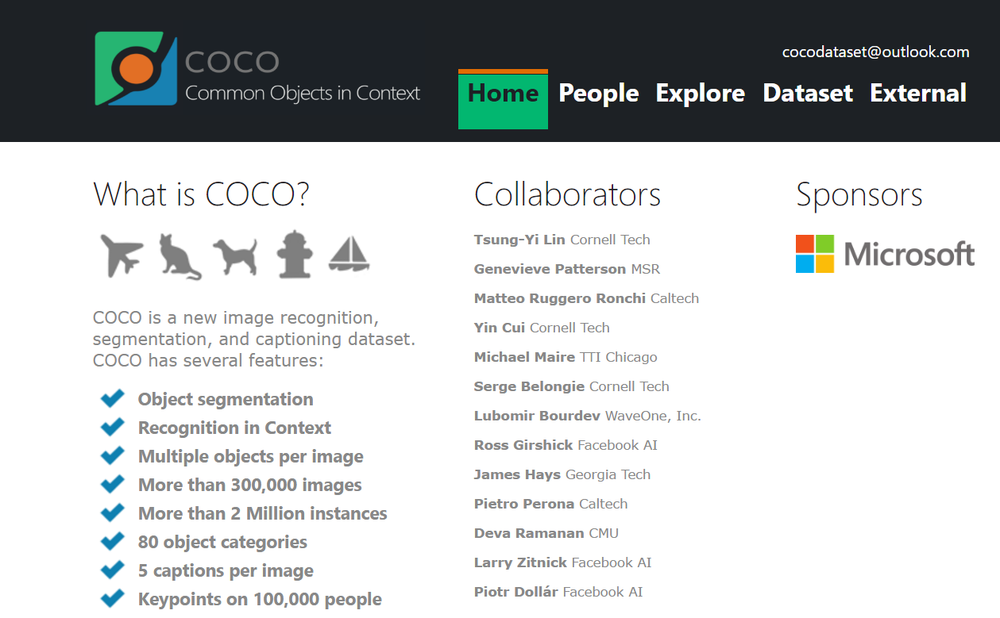 coco
Common Objects in Context
cocodataset@outlook.com
Home People Explore Dataset External
What is COCO?
COCO is a new image recognition,
segmentation, and captioning dataset.
COCO has several features:
Object segmentation
Recognition in Context
Multiple objects per image
More than 300,000 images
More than 2 Million instances
80 object categories
5 captions per image
Keypoints on 100,000 people
Collaborators
Tsung-Yi Lin Cornell Tech
Genevieve Patterson MSR
Matteo Ruggero Ronchi Caltech
Yin Cui Cornell Tech
Michael Maire TTI Chicago
Serge Belongie Cornell Tech
Lubomir Bourdev WaveOne, Inc.
Ross Girshick Facebook AI
James Hays Georgia Tech
Pietro Perona Caltech
Deva Ramanan CMU
Larry Zitnick Facebook AI
Piotr Dollár Facebook AI
Sponsors
Microsoft